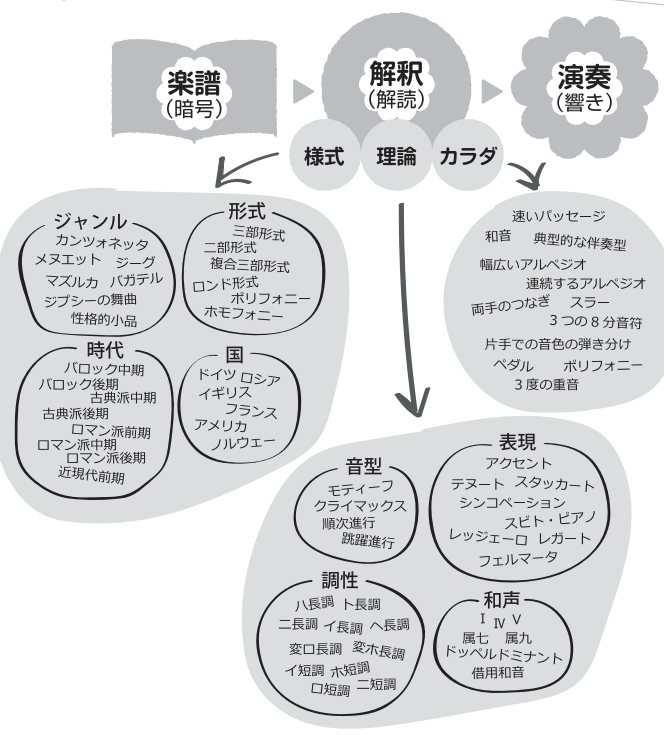 楽譜
（暗号）
解釈
（解読）
演奏
（響き）
様式
理論
カラダ
ジャンル
カンツォネッタ
メヌエット ジーグ
マズルカ バガテル
ジプシーの舞曲
性格的小品
形式
三部形式
二部形式
複合三部形式
ロンド形式
ポリフォニー
ホモフォニー
時代
バロック中期
バロック後期
古典派中期
古典派後期
ロマン派前期
ロマン派中期
ロマン派後期
近現代前期
国
ドイツ ロシア
イギリス
フランス
アメリカ
ノルウェー
速いパッセージ
和音 典型的な伴奏型
幅広いアルペジオ
連続するアルペジオ
両手のつなぎ スラー
3つの8分音符
片手での音色の弾き分け
ペダル ポリフォニー
3度の重音
音型
モティーフ
クライマックス
順次進行
跳躍進行
表現
アクセント
テヌート スタッカート
シンコペーション
スビト・ピアノ
レッジェーロ レガート
フェルマータ
調性
ハ長調 ト長調
ニ長調 イ長調 ヘ長調
変ロ長調 変ホ長調
イ短調 ホ短調
ロ短調 ニ短調
和声
Ⅰ Ⅳ Ⅴ
属七 属九
ドッペルドミナント
借用和音